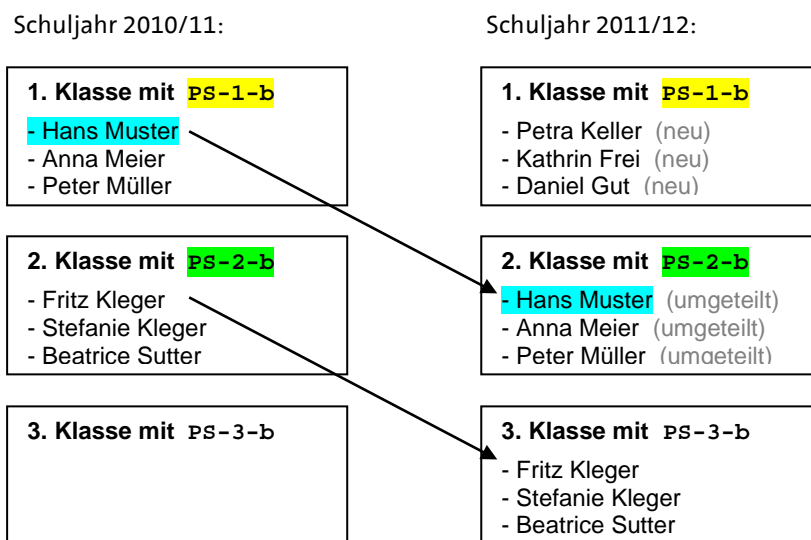 Schuljahr 2010/11:
1. Klasse mit PS-1-b
- Hans Muster
- Anna Meier
- Peter Müller
2. Klasse mit PS-2-b
- Fritz Kleger
- Stefanie Kleger
- Beatrice Sutter
3. Klasse mit PS-3-b
Schuljahr 2011/12:
1. Klasse mit PS-1-b
- Petra Keller (neu)
- Kathrin Frei (neu)
- Daniel Gut (neu)
2. Klasse mit PS-2-b
- Hans Muster (umgeteilt)
- Anna Meier (umgeteilt)
- Peter Müller (umgeteilt)
3. Klasse mit PS-3-b
- Fritz Kleger
- Stefanie Kleger
- Beatrice Sutter